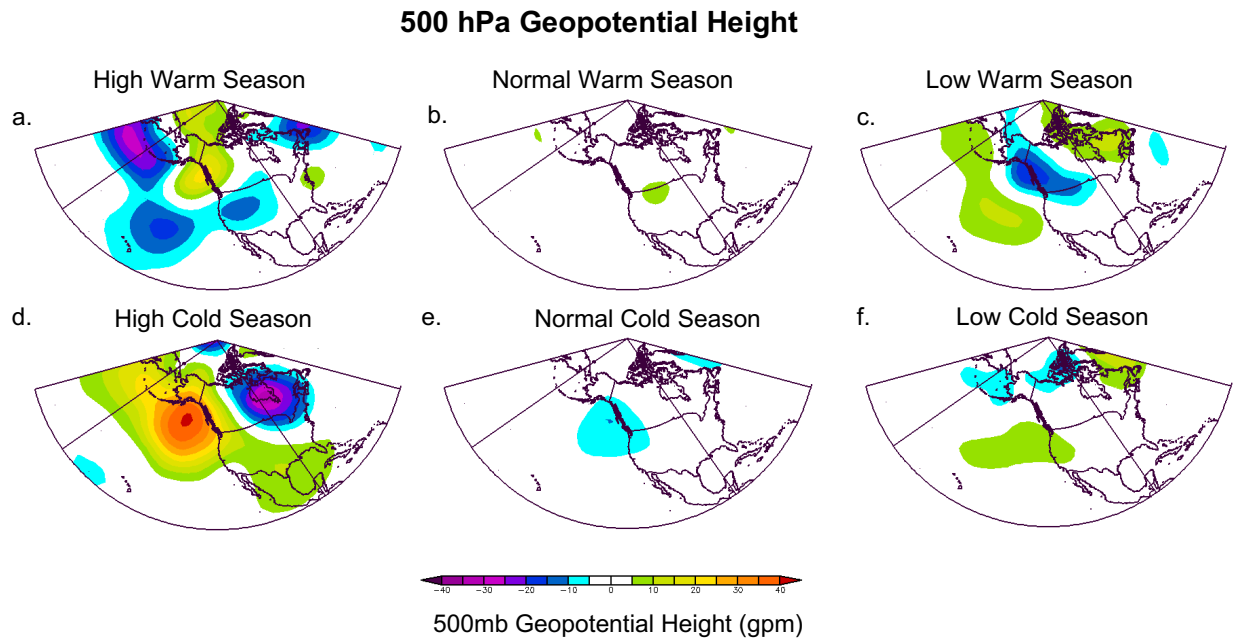 500 hPa Geopotential Height
High Warm Season
Normal Warm Season
Low Warm Season
a.
b.
c.
High Cold Season
Normal Cold Season
Low Cold Season
d.
e.
f.
-40 -30 -20 -10 0 10 20 30 40
500mb Geopotential Height (gpm)